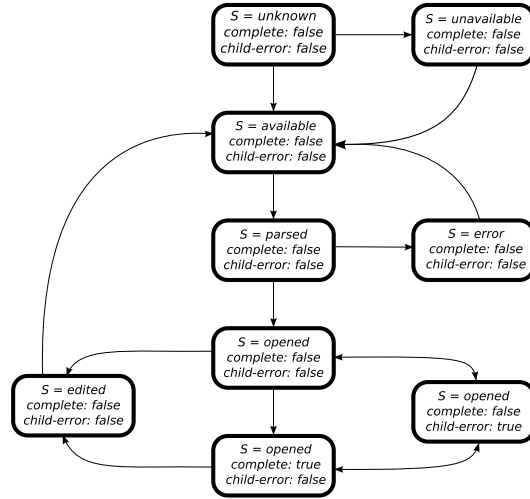 S = unknown
complete: false
child-error: false
S = unavailable
complete: false
child-error: false
S = available
complete: false
child-error: false
S = parsed
complete: false
child-error: false
S = error
complete: false
child-error: false
S = opened
complete: false
child-error: false
S = edited
complete: false
child-error: false
S = opened
complete: false
child-error: true
S = opened
complete: true
child-error: false